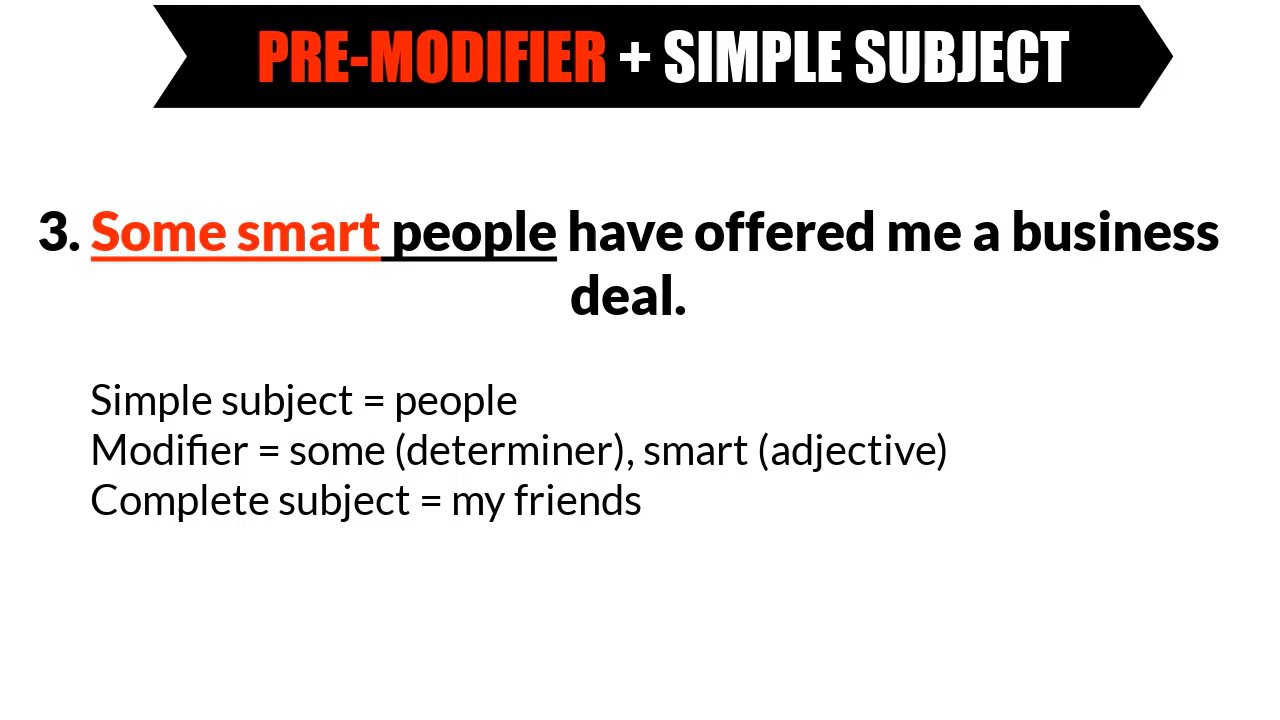 PRE-MODIFIER + SIMPLE SUBJECT
3. Some smart people have offered me a business
deal.
Simple subject = people
Modifier = some (determiner), smart (adjective)
Complete subject = my friends